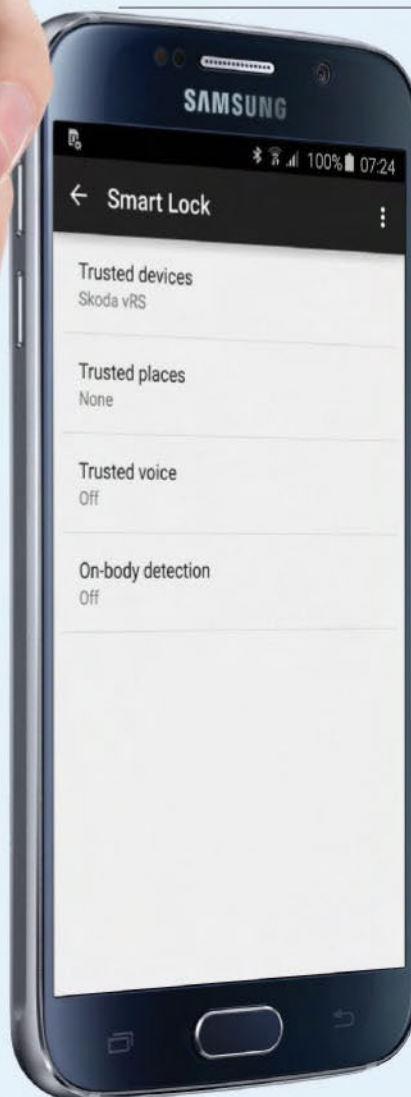 SAMSUNG
100% 07:24
Smart Lock
Trusted devices
Skoda vRS
Trusted places
None
Trusted voice
Off
On-body detection
Off